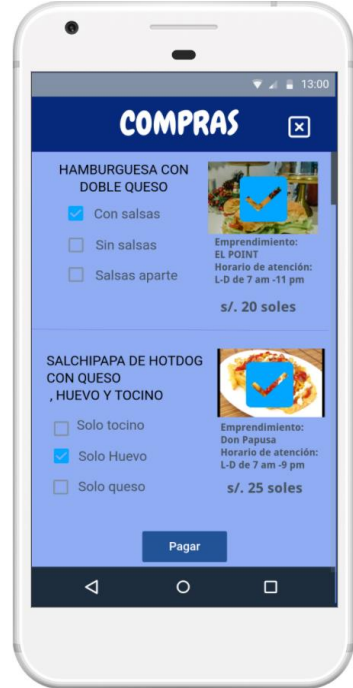 13:00
COMPRAS
HAMBURGUESA CON
DOBLE QUESO
Con salsas
Sin salsas
Salsas aparte
Emprendimiento:
EL POINT
Horario de atención:
L-D de 7 am -11 pm
s/. 20 soles
SALCHIPAPA DE HOTDOG
CON QUESO
, HUEVO Y TOCINO
Solo tocino
Solo Huevo
Solo queso
Emprendimiento:
Don Papusa
Horario de atención:
L-D de 7 am -9 pm
s/. 25 soles
Pagar